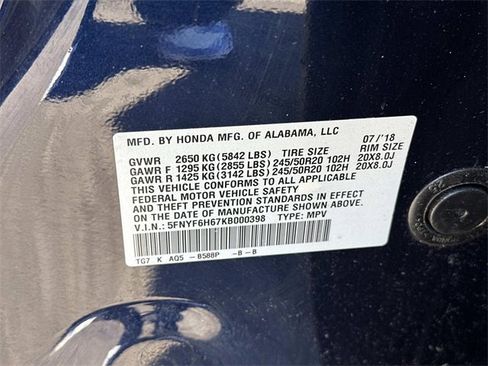 MFD. BY HONDA MFG. OF ALABAMA, LLC 07/'18
GVWR 2650 KG (5842 LBS) TIRE SIZE RIM SIZE
GAWR F 1295 KG (2855 LBS) 245/50R20 102H 20X8.0J
GAWR R 1425 KG (3142 LBS) 245/50R20 102H 20X8.0J
THIS VEHICLE CONFORMS TO ALL APPLICABLE
FEDERAL MOTOR VEHICLE SAFETY
AND THEFT PREVENTION STANDARDS IN EFFECT ON THE
DATE OF MANUFACTURE SHOWN ABOVE.
V.I.N.: 5FNYF6H67KB000398 TYPE: MPV
TG7 K AQ5 - B588P -B - B